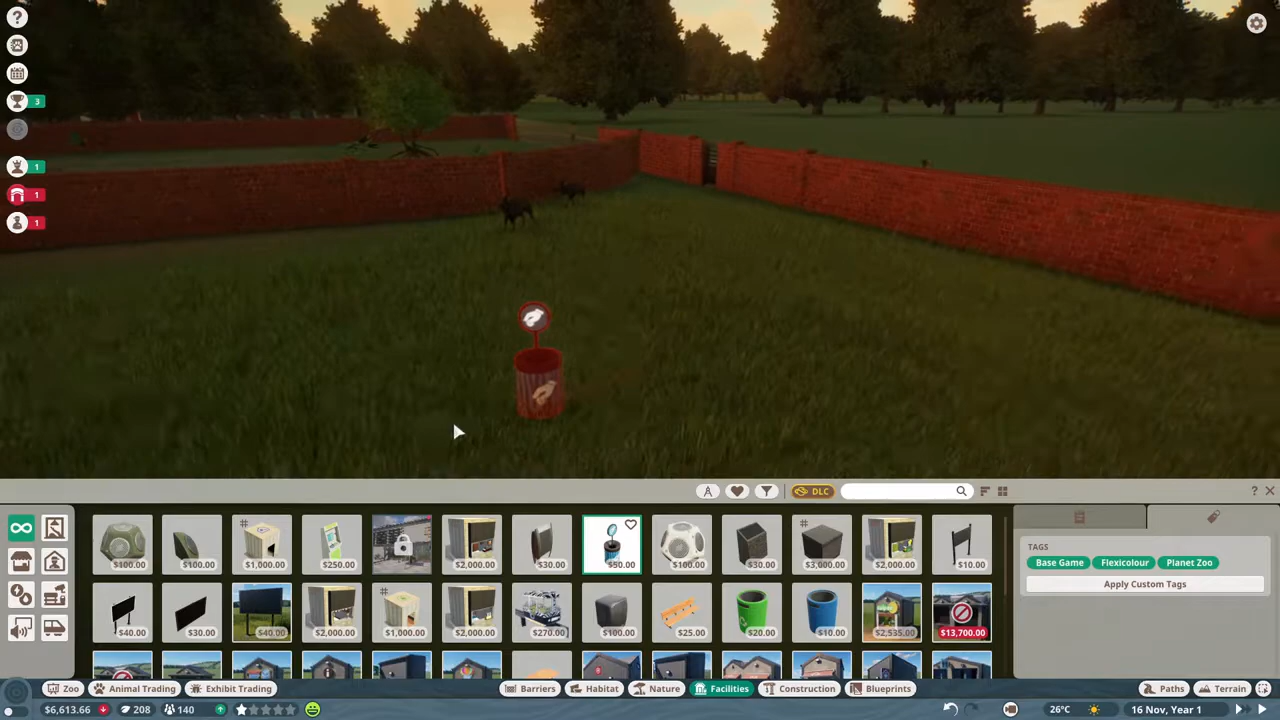 ?
3
1
1
1
DLC
? ×
$100.00 $100.00 $1,000.00 $250.00 $2,000.00 $30.00 $50.00 $100.00 $30.00 $3,000.00 $2,000.00 $10.00
TAGS
Base Game Flexicolour Planet Zoo
Apply Custom Tags
$40.00 $30.00 $40.00 $2,000.00 $1,000.00 $2,000.00 $270.00 $100.00 $25.00 $20.00 $10.00 $2,535.00 $13,700.00
Zoo Animal Trading Exhibit Trading Barriers Habitat Nature Facilities Construction Blueprints Paths Terrain
$6,613.66 208 140 26°C 16 Nov, Year 1